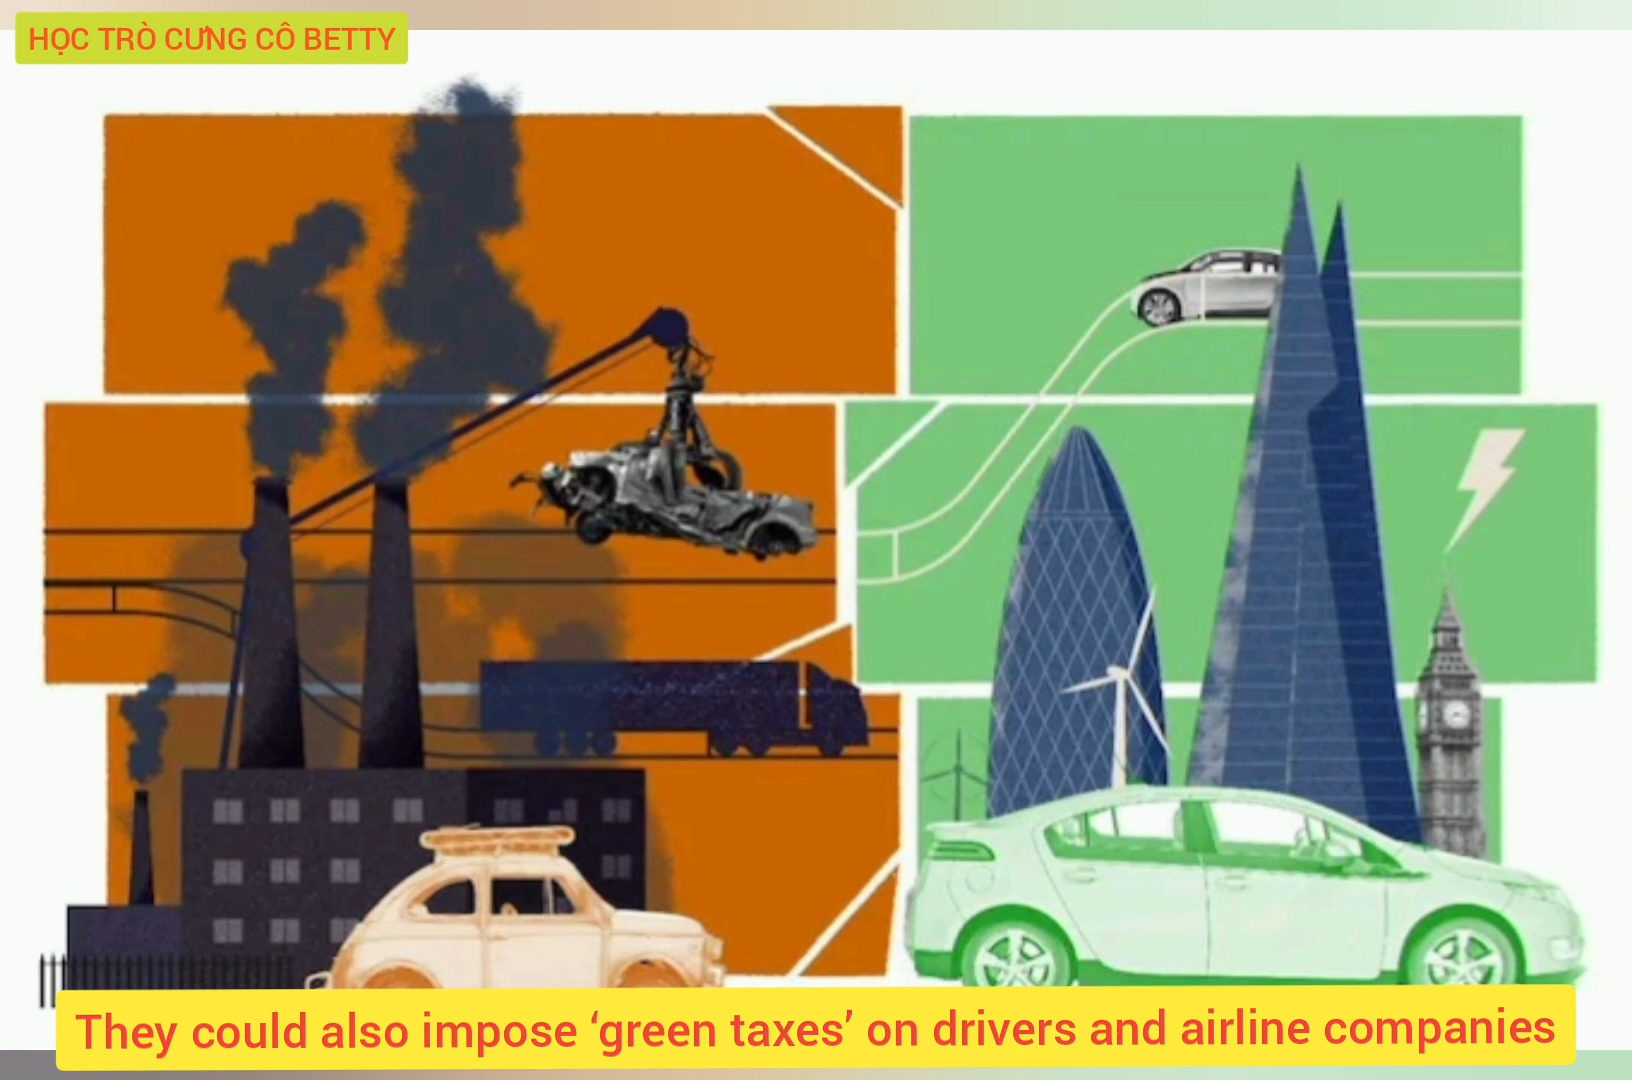 HỌC TRÒ CƯNG CÔ BETTY
They could also impose ‘green taxes’ on drivers and airline companies